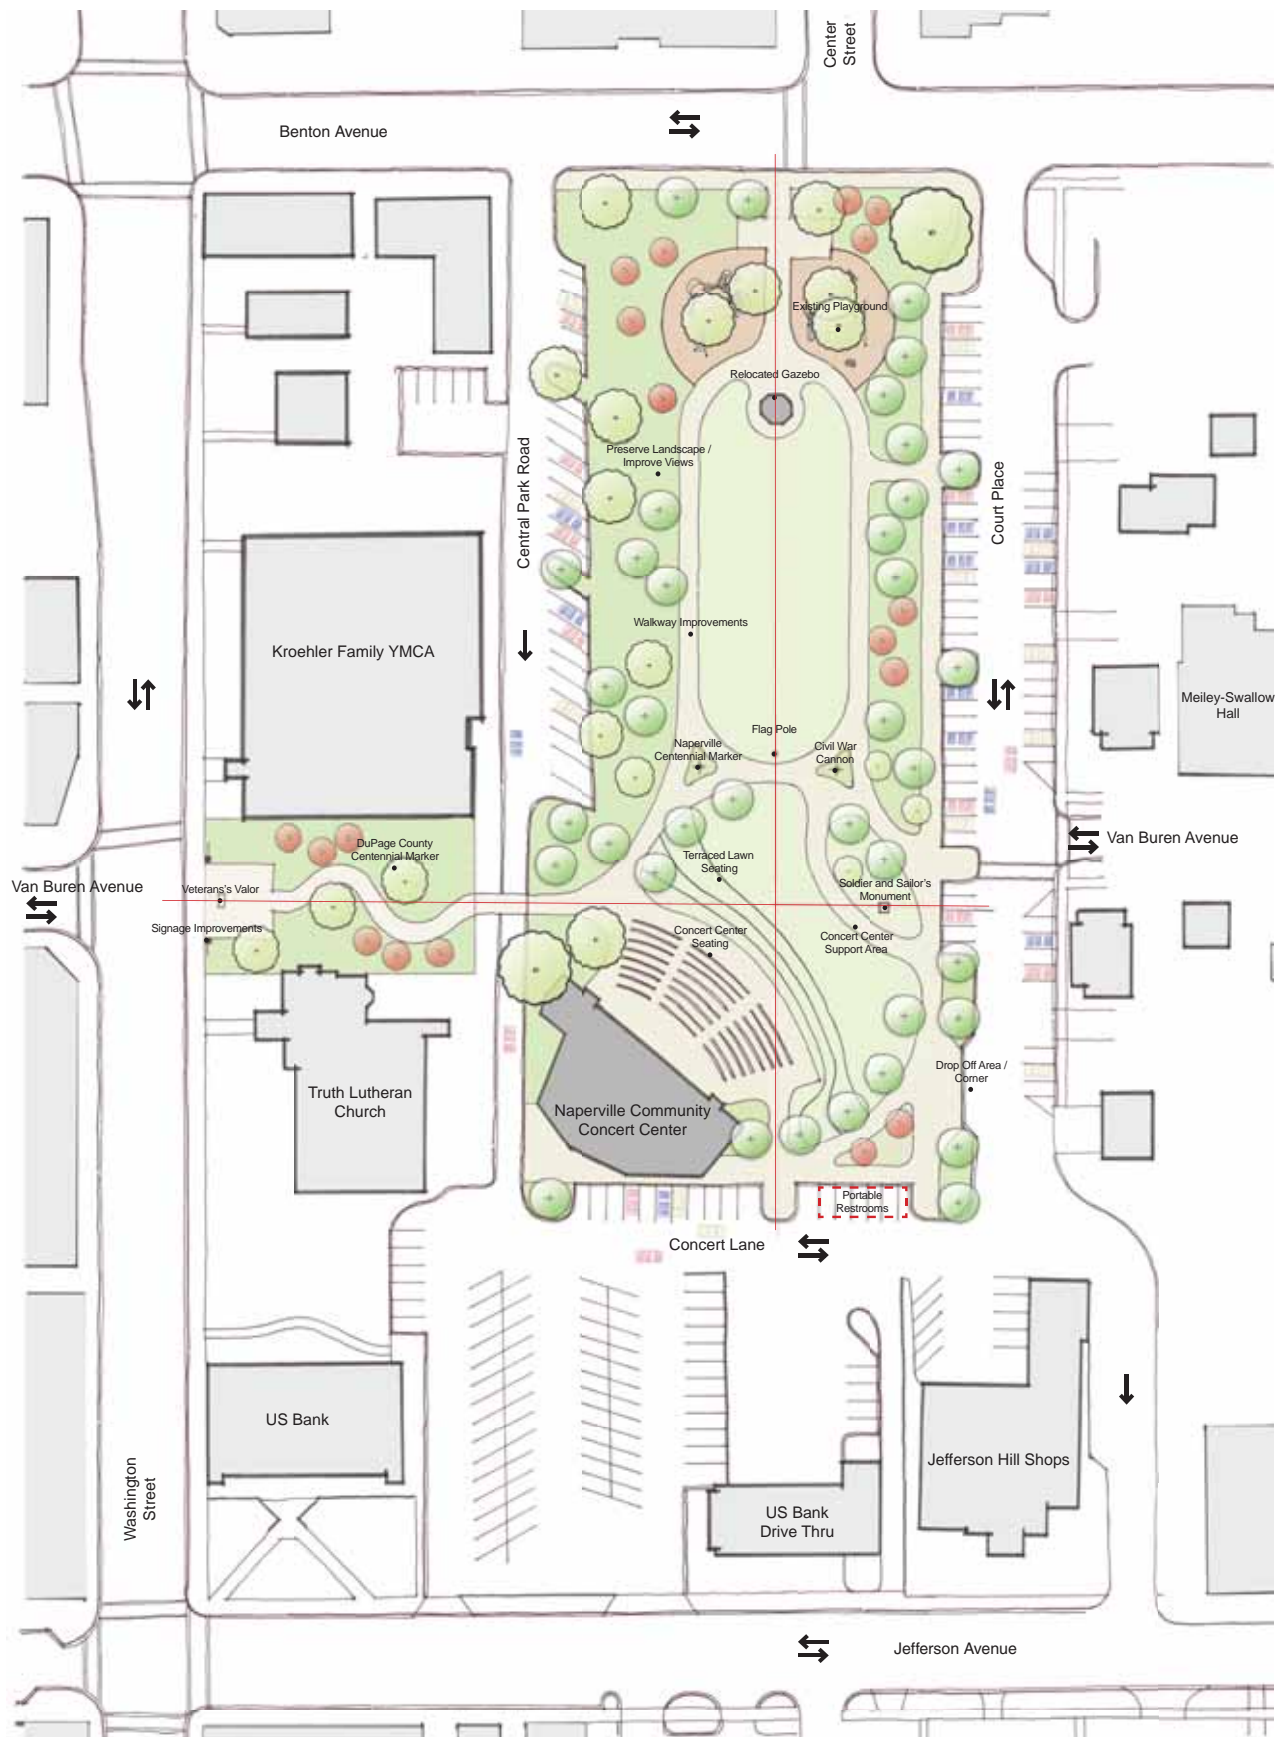 Center
Street
Benton Avenue
Existing Playground
Relocated Gazebo
Preserve Landscape /
Improve Views
Central Park Road
Court Place
Walkway Improvements
Kroehler Family YMCA
Meiley-Swallow
Hall
Flag Pole
Naperville
Centennial Marker
Civil War
Cannon
Van Buren Avenue
DuPage County
Centennial Marker
Terraced Lawn
Seating
Van Buren Avenue
Veterans's Valor
Soldier and Sailor's
Monument
Signage Improvements
Concert Center
Seating
Concert Center
Support Area
Drop Off Area /
Corner
Truth Lutheran
Church
Naperville Community
Concert Center
Portable
Restrooms
Concert Lane
US Bank
Jefferson Hill Shops
Washington
Street
US Bank
Drive Thru
Jefferson Avenue